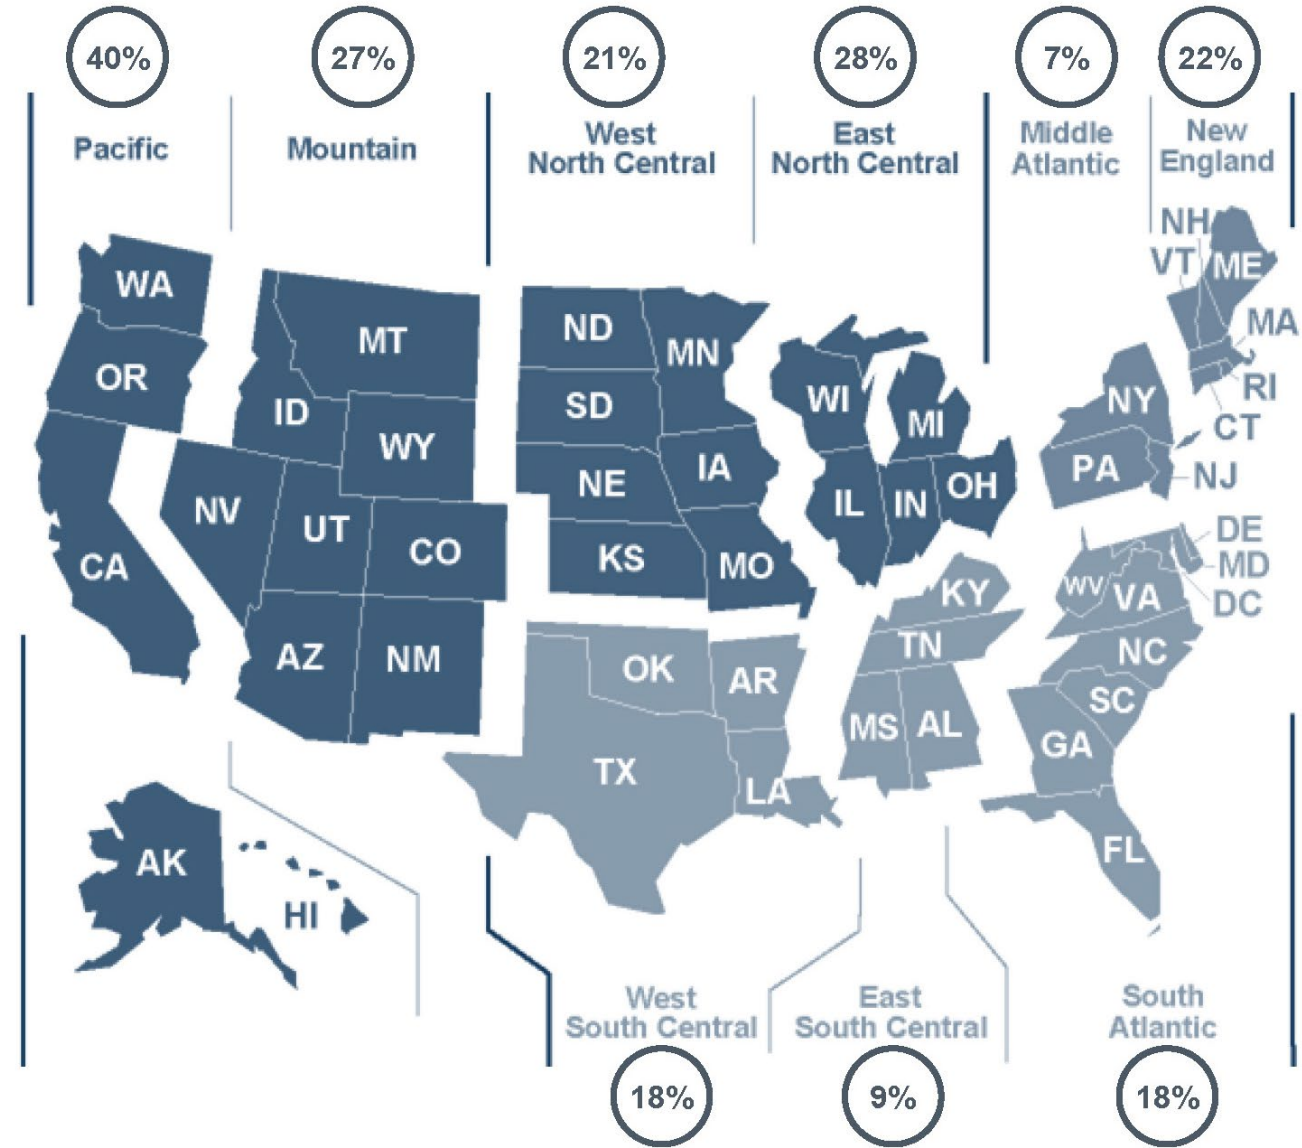 40%
27%
21%
28%
7%
22%
Pacific
Mountain
West
North Central
East
North Central
Middle
Atlantic
New
England
NH
VT
ME
MA
RI
CT
WA
OR
CA
MT
ID
WY
NV
UT
CO
AZ
NM
ND
MN
SD
NE
IA
KS
MO
WI
MI
IL
IN
OH
NY
PA
NJ
DE
MD
DC
WV
VA
KY
TN
NC
SC
OK
AR
MS
AL
GA
TX
LA
FL
AK
HI
West
South Central
East
South Central
South
Atlantic
18%
9%
18%